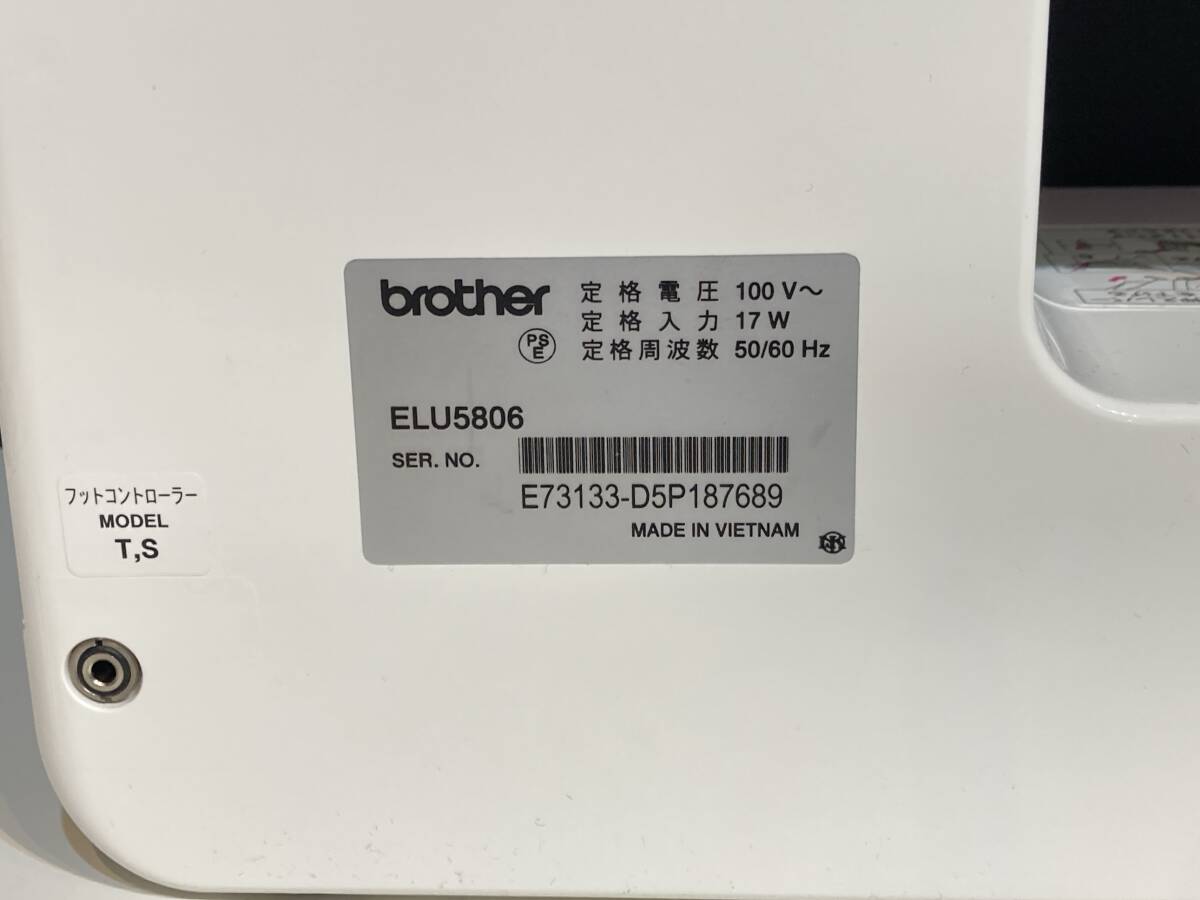 brother
定格電圧 100 V～
定格入力 17 W
定格周波数 50/60 Hz
PS
E
ELU5806
SER. NO.
E73133-D5P187689
MADE IN VIETNAM
フットコントローラー
MODEL
T,S